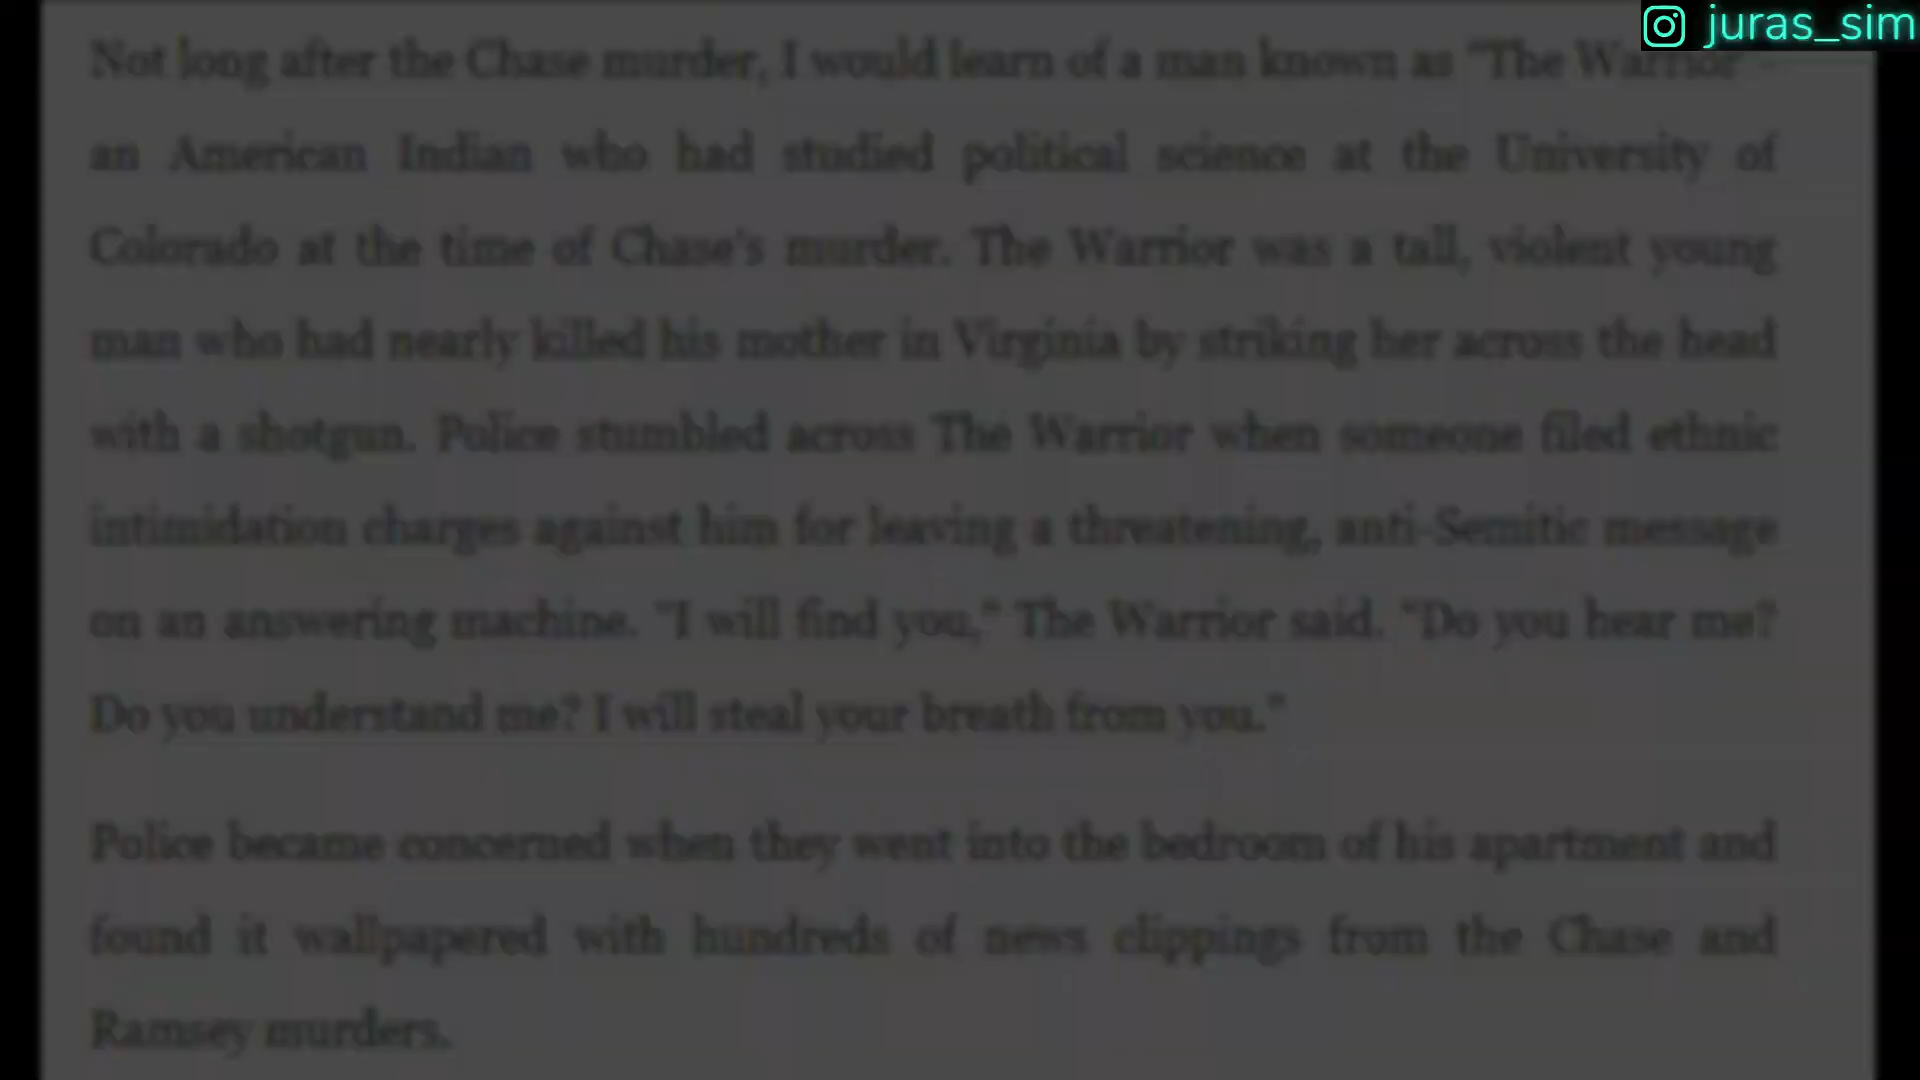 juras_sim
Not long after the Chase murder, I would learn of a man known as "The Warrior" –
an American Indian who had studied political science at the University of
Colorado at the time of Chase's murder. The Warrior was a tall, violent young
man who had nearly killed his mother in Virginia by striking her across the head
with a shotgun. Police stumbled across The Warrior when someone filed ethnic
intimidation charges against him for leaving a threatening, anti-Semitic message
on an answering machine. "I will find you," The Warrior said. "Do you hear me?
Do you understand me? I will steal your breath from you."
Police became concerned when they went into the bedroom of his apartment and
found it wallpapered with hundreds of news clippings from the Chase and
Ramsey murders.